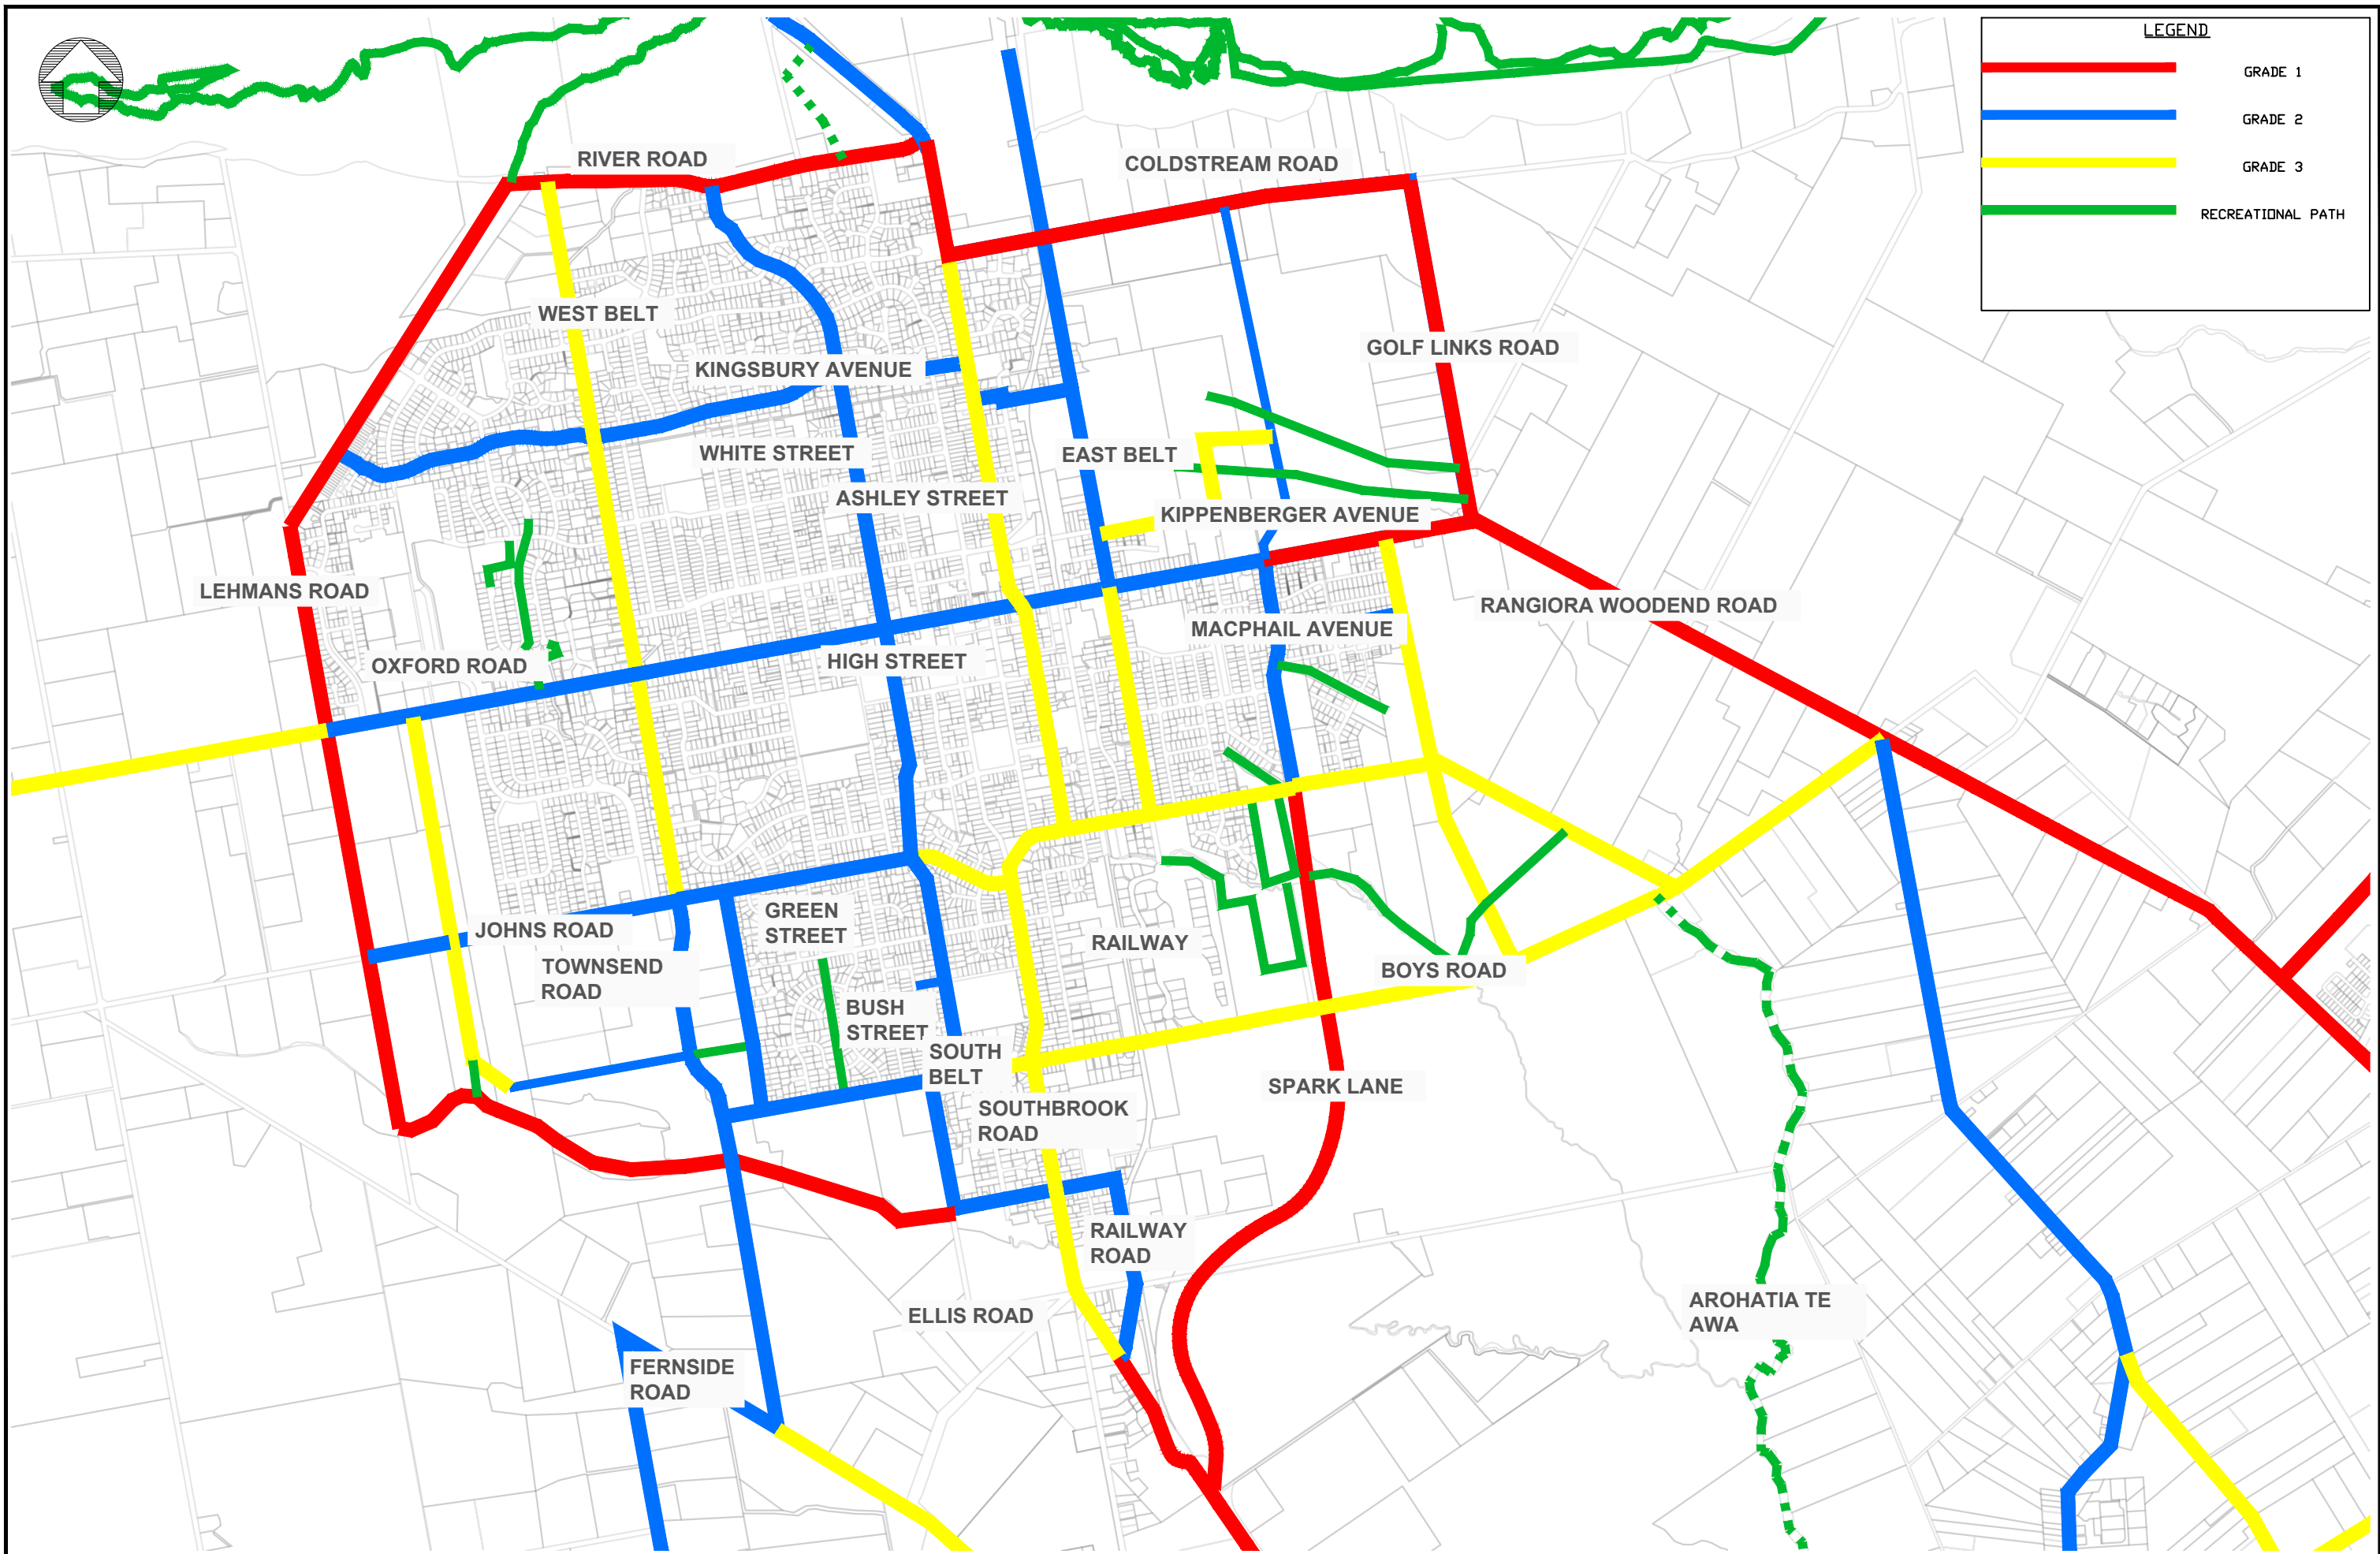 LEGEND
GRADE 1
GRADE 2
GRADE 3
RECREATIONAL PATH
RIVER ROAD
COLDSTREAM ROAD
WEST BELT
KINGSBURY AVENUE
GOLF LINKS ROAD
WHITE STREET
EAST BELT
ASHLEY STREET
KIPPENBERGER AVENUE
LEHMANS ROAD
RANGIORA WOODEND ROAD
MACPHAIL AVENUE
OXFORD ROAD
HIGH STREET
GREEN
STREET
JOHNS ROAD
RAILWAY
TOWNSEND
ROAD
BOYS ROAD
BUSH
STREET
SOUTH
BELT
SPARK LANE
SOUTHBROOK
ROAD
RAILWAY
ROAD
ELLIS ROAD
AROHATIA TE
AWA
FERNSIDE
ROAD